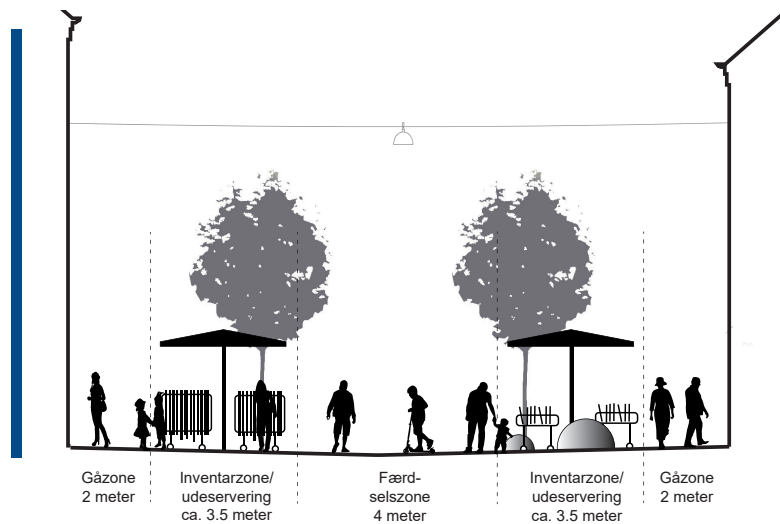 Gåzone
2 meter
Inventarzone/
udeservering
ca. 3.5 meter
Færd-
selszone
4 meter
Inventarzone/
udeservering
ca. 3.5 meter
Gåzone
2 meter